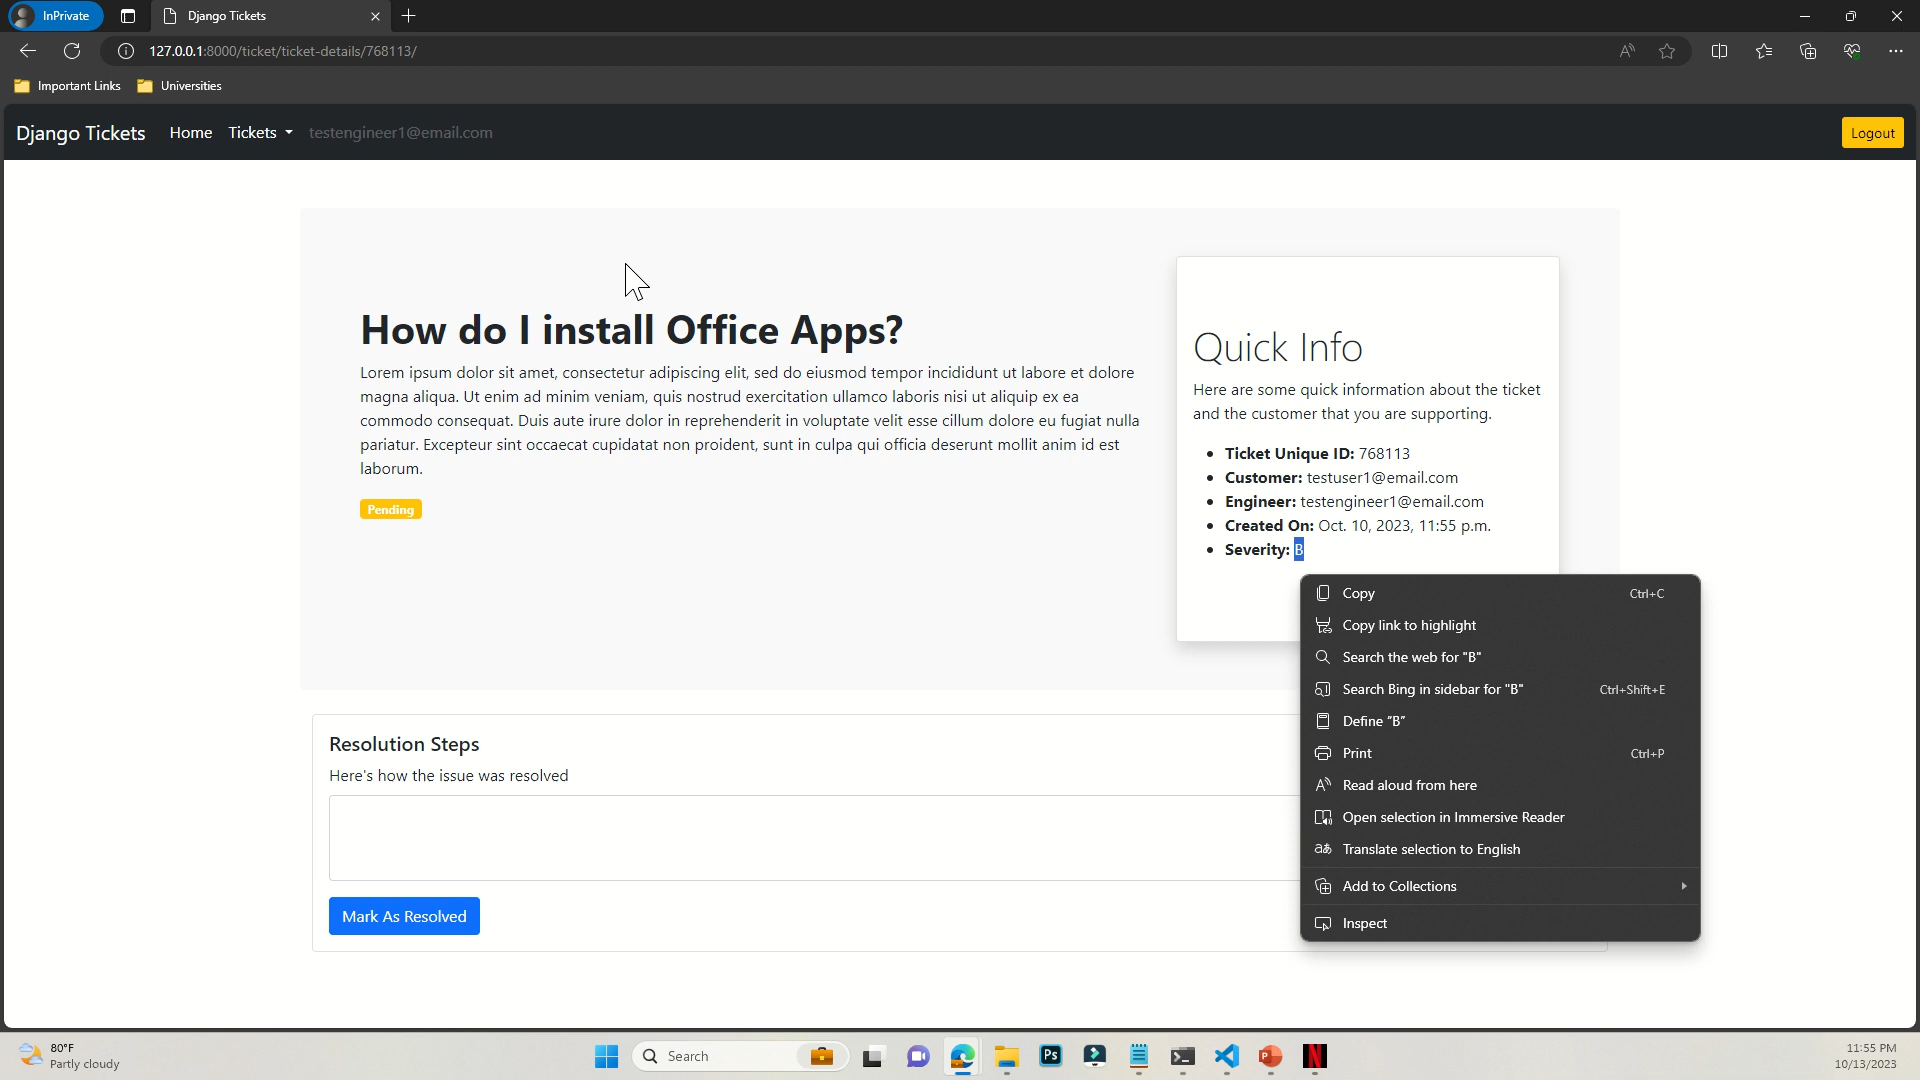 InPrivate
Django Tickets
127.0.0.1:8000/ticket/ticket-details/768113/
Important Links
Universities
Django Tickets
Home
Tickets
testengineer1@email.com
Logout
How do I install Office Apps?
Lorem ipsum dolor sit amet, consectetur adipiscing elit, sed do eiusmod tempor incididunt ut labore et dolore
magna aliqua. Ut enim ad minim veniam, quis nostrud exercitation ullamco laboris nisi ut aliquip ex ea
commodo consequat. Duis aute irure dolor in reprehenderit in voluptate velit esse cillum dolore eu fugiat nulla
pariatur. Excepteur sint occaecat cupidatat non proident, sunt in culpa qui officia deserunt mollit anim id est
laborum.
Pending
Quick Info
Here are some quick information about the ticket
and the customer that you are supporting.
Ticket Unique ID: 768113
Customer: testuser1@email.com
Engineer: testengineer1@email.com
Created On: Oct. 10, 2023, 11:55 p.m.
Severity: B
Copy Ctrl+C
Copy link to highlight
Search the web for "B"
Search Bing in sidebar for "B" Ctrl+Shift+E
Define "B"
Print Ctrl+P
Read aloud from here
Open selection in Immersive Reader
Translate selection to English
Add to Collections
Inspect
Resolution Steps
Here's how the issue was resolved
Mark As Resolved
80°F
Partly cloudy
Search
Ps
11:55 PM
10/13/2023